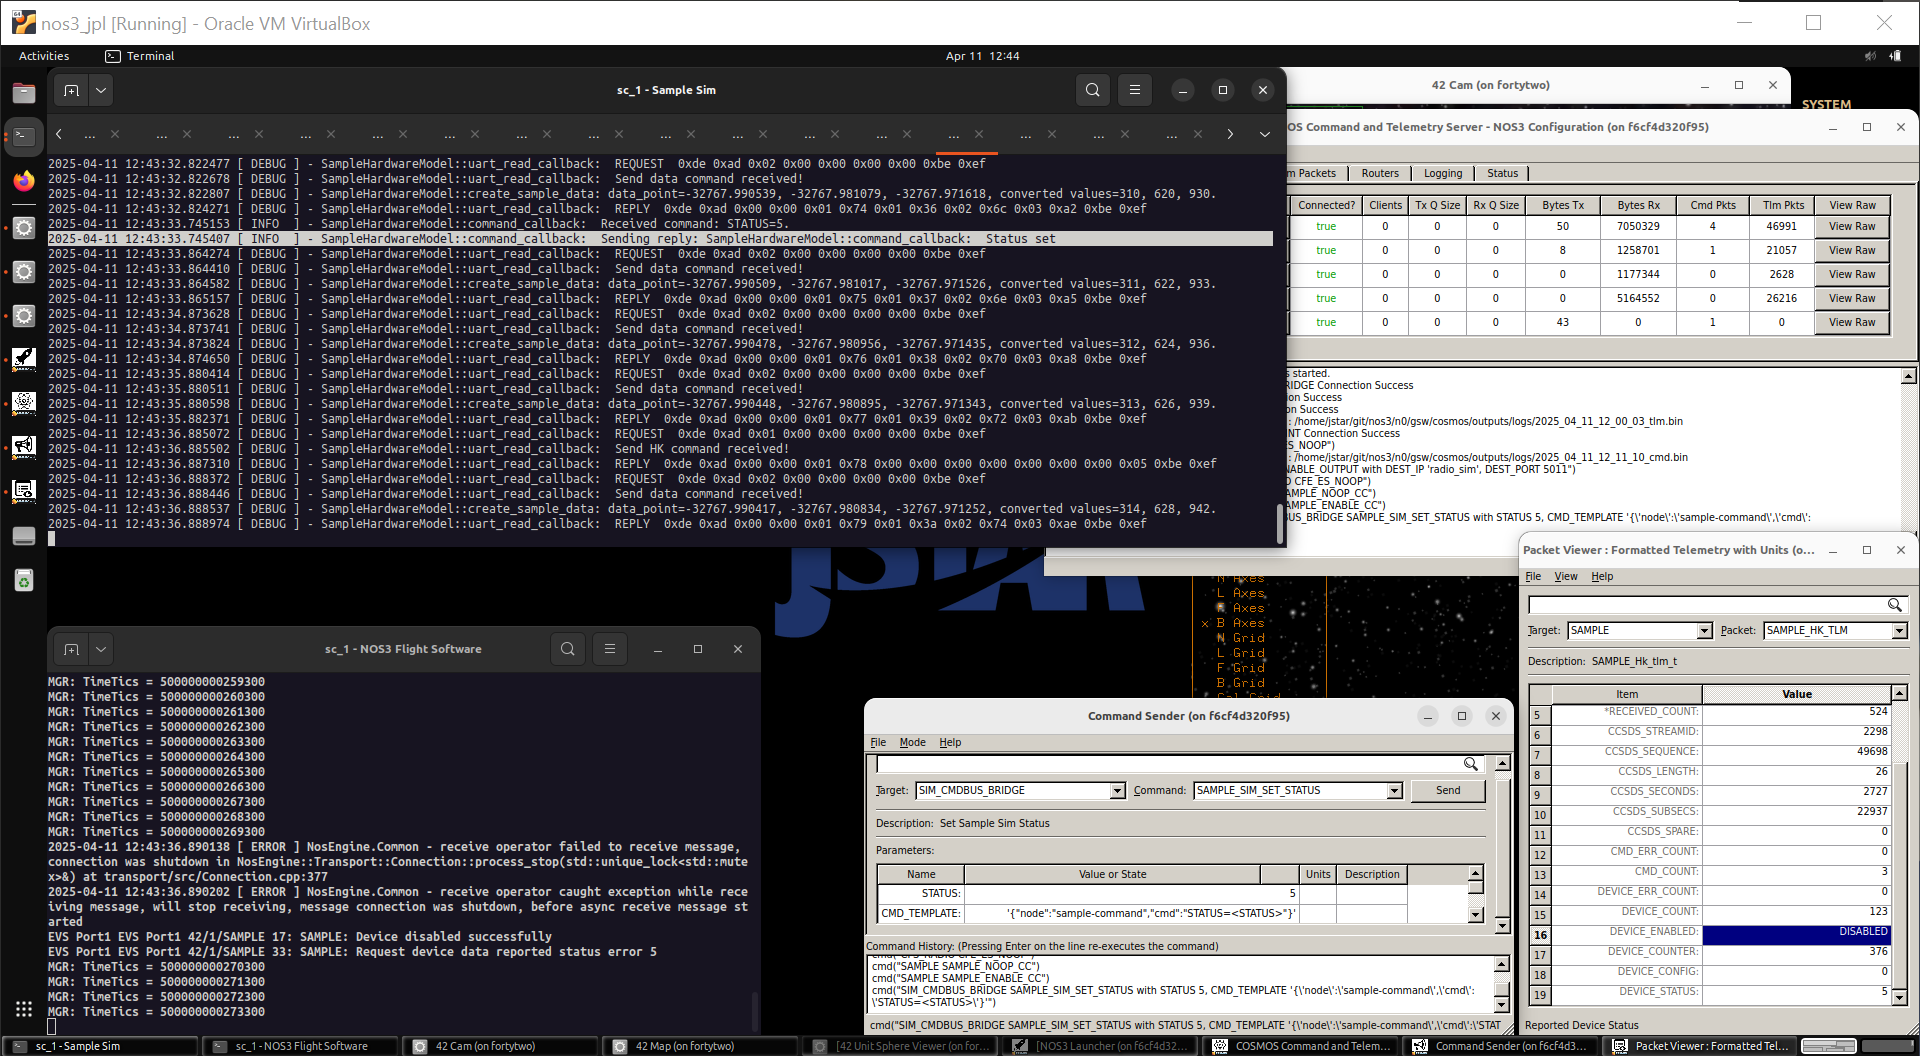 nos3_jpl [Running] - Oracle VM VirtualBox
Activities
Terminal
Apr 11 12:44
sc_1 - Sample Sim
2025-04-11 12:43:32.822477 [ DEBUG ] - SampleHardwareModel::uart_read_callback:  REQUEST  0xde 0xad 0x02 0x00 0x00 0x00 0x00 0xbe 0xef
2025-04-11 12:43:32.822678 [ DEBUG ] - SampleHardwareModel::uart_read_callback:  Send data command received!
2025-04-11 12:43:32.822807 [ DEBUG ] - SampleHardwareModel::create_sample_data: data_point=-32767.990539, -32767.981079, -32767.971618, converted values=310, 620, 930.
2025-04-11 12:43:32.824271 [ DEBUG ] - SampleHardwareModel::uart_read_callback:  REPLY  0xde 0xad 0x00 0x00 0x01 0x74 0x01 0x36 0x02 0x6c 0x03 0xa2 0xbe 0xef
2025-04-11 12:43:33.745153 [ INFO  ] - SampleHardwareModel::command_callback:  Received command: STATUS=5.
2025-04-11 12:43:33.745407 [ INFO  ] - SampleHardwareModel::command_callback:  Sending reply: SampleHardwareModel::command_callback:  Status set
2025-04-11 12:43:33.864274 [ DEBUG ] - SampleHardwareModel::uart_read_callback:  REQUEST  0xde 0xad 0x02 0x00 0x00 0x00 0x00 0xbe 0xef
2025-04-11 12:43:33.864410 [ DEBUG ] - SampleHardwareModel::uart_read_callback:  Send data command received!
2025-04-11 12:43:33.864582 [ DEBUG ] - SampleHardwareModel::create_sample_data: data_point=-32767.990509, -32767.981017, -32767.971526, converted values=311, 622, 933.
2025-04-11 12:43:33.865157 [ DEBUG ] - SampleHardwareModel::uart_read_callback:  REPLY  0xde 0xad 0x00 0x00 0x01 0x75 0x01 0x37 0x02 0x6e 0x03 0xa5 0xbe 0xef
2025-04-11 12:43:34.873628 [ DEBUG ] - SampleHardwareModel::uart_read_callback:  REQUEST  0xde 0xad 0x02 0x00 0x00 0x00 0x00 0xbe 0xef
2025-04-11 12:43:34.873741 [ DEBUG ] - SampleHardwareModel::uart_read_callback:  Send data command received!
2025-04-11 12:43:34.873824 [ DEBUG ] - SampleHardwareModel::create_sample_data: data_point=-32767.990478, -32767.980956, -32767.971435, converted values=312, 624, 936.
2025-04-11 12:43:34.874650 [ DEBUG ] - SampleHardwareModel::uart_read_callback:  REPLY  0xde 0xad 0x00 0x00 0x01 0x76 0x01 0x38 0x02 0x70 0x03 0xa8 0xbe 0xef
2025-04-11 12:43:35.880414 [ DEBUG ] - SampleHardwareModel::uart_read_callback:  REQUEST  0xde 0xad 0x02 0x00 0x00 0x00 0x00 0xbe 0xef
2025-04-11 12:43:35.880511 [ DEBUG ] - SampleHardwareModel::uart_read_callback:  Send data command received!
2025-04-11 12:43:35.880598 [ DEBUG ] - SampleHardwareModel::create_sample_data: data_point=-32767.990448, -32767.980895, -32767.971343, converted values=313, 626, 939.
2025-04-11 12:43:35.882371 [ DEBUG ] - SampleHardwareModel::uart_read_callback:  REPLY  0xde 0xad 0x00 0x00 0x01 0x77 0x01 0x39 0x02 0x72 0x03 0xab 0xbe 0xef
2025-04-11 12:43:36.885072 [ DEBUG ] - SampleHardwareModel::uart_read_callback:  REQUEST  0xde 0xad 0x01 0x00 0x00 0x00 0x00 0xbe 0xef
2025-04-11 12:43:36.885502 [ DEBUG ] - SampleHardwareModel::uart_read_callback:  Send HK command received!
2025-04-11 12:43:36.887310 [ DEBUG ] - SampleHardwareModel::uart_read_callback:  REPLY  0xde 0xad 0x00 0x00 0x01 0x78 0x00 0x00 0x00 0x00 0x00 0x00 0x00 0x05 0xbe 0xef
2025-04-11 12:43:36.888372 [ DEBUG ] - SampleHardwareModel::uart_read_callback:  REQUEST  0xde 0xad 0x02 0x00 0x00 0x00 0x00 0xbe 0xef
2025-04-11 12:43:36.888446 [ DEBUG ] - SampleHardwareModel::uart_read_callback:  Send data command received!
2025-04-11 12:43:36.888537 [ DEBUG ] - SampleHardwareModel::create_sample_data: data_point=-32767.990417, -32767.980834, -32767.971252, converted values=314, 628, 942.
2025-04-11 12:43:36.888974 [ DEBUG ] - SampleHardwareModel::uart_read_callback:  REPLY  0xde 0xad 0x00 0x00 0x01 0x79 0x01 0x3a 0x02 0x74 0x03 0xae 0xbe 0xef
42 Cam (on fortytwo)
SYSTEM
OS Command and Telemetry Server - NOS3 Configuration (on f6cf4d320f95)
m Packets Routers Logging Status
Connected? Clients Tx Q Size Rx Q Size Bytes Tx Bytes Rx Cmd Pkts Tlm Pkts View Raw
true 0 0 0 50 7050329 4 46991 View Raw
true 0 0 0 8 1258701 1 21057 View Raw
true 0 0 0 0 1177344 0 2628 View Raw
true 0 0 0 0 5164552 0 26216 View Raw
true 0 0 0 43 0 1 0 View Raw
s started.
RIDGE Connection Success
ion Success
on Success
: /home/jstar/git/nos3/n0/gsw/cosmos/outputs/logs/2025_04_11_12_00_03_tlm.bin
INT Connection Success
ES_NOOP")
: /home/jstar/git/nos3/n0/gsw/cosmos/outputs/logs/2025_04_11_12_11_10_cmd.bin
NABLE_OUTPUT with DEST_IP 'radio_sim', DEST_PORT 5011")
O CFE_ES_NOOP")
AMPLE_NOOP_CC")
AMPLE_ENABLE_CC")
BUS_BRIDGE SAMPLE_SIM_SET_STATUS with STATUS 5, CMD_TEMPLATE '{\'node\':\'sample-command\',\'cmd\':
JSTAR
N Axes
L Axes
F Axes
x B Axes
N Grid
L Grid
F Grid
B Grid
sc_1 - NOS3 Flight Software
MGR: TimeTics = 500000000259300
MGR: TimeTics = 500000000260300
MGR: TimeTics = 500000000261300
MGR: TimeTics = 500000000262300
MGR: TimeTics = 500000000263300
MGR: TimeTics = 500000000264300
MGR: TimeTics = 500000000265300
MGR: TimeTics = 500000000266300
MGR: TimeTics = 500000000267300
MGR: TimeTics = 500000000268300
MGR: TimeTics = 500000000269300
2025-04-11 12:43:36.890138 [ ERROR ] NosEngine.Common - receive operator failed to receive message,
connection was shutdown in NosEngine::Transport::Connection::process_stop(std::unique_lock<std::mute
x>&) at transport/src/Connection.cpp:377
2025-04-11 12:43:36.890202 [ ERROR ] NosEngine.Common - receive operator caught exception while rece
iving message, will stop receiving, message connection was shutdown, before async receive message st
arted
EVS Port1 EVS Port1 42/1/SAMPLE 17: SAMPLE: Device disabled successfully
EVS Port1 EVS Port1 42/1/SAMPLE 33: SAMPLE: Request device data reported status error 5
MGR: TimeTics = 500000000270300
MGR: TimeTics = 500000000271300
MGR: TimeTics = 500000000272300
MGR: TimeTics = 500000000273300
Command Sender (on f6cf4d320f95)
File Mode Help
Target: SIM_CMDBUS_BRIDGE Command: SAMPLE_SIM_SET_STATUS Send
Description: Set Sample Sim Status
Parameters:
Name Value or State Units Description
STATUS: 5
CMD_TEMPLATE: '{"node":"sample-command","cmd":"STATUS=<STATUS>"}'
Command History: (Pressing Enter on the line re-executes the command)
cmd("CFS_RADIO CFE_ES_NOOP")
cmd("SAMPLE SAMPLE_NOOP_CC")
cmd("SAMPLE SAMPLE_ENABLE_CC")
cmd("SIM_CMDBUS_BRIDGE SAMPLE_SIM_SET_STATUS with STATUS 5, CMD_TEMPLATE '{\'node\':\'sample-command\',\'cmd\':
\'STATUS=<STATUS>\'}'")
cmd("SIM_CMDBUS_BRIDGE SAMPLE_SIM_SET_STATUS with STATUS 5, CMD_TEMPLATE '{\'node\':\'sample-command\',\'cmd\':\'STAT
Packet Viewer : Formatted Telemetry with Units (o...
File View Help
Target: SAMPLE Packet: SAMPLE_HK_TLM
Description: SAMPLE_Hk_tlm_t
Item Value
5 *RECEIVED_COUNT: 524
6 CCSDS_STREAMID: 2298
7 CCSDS_SEQUENCE: 49698
8 CCSDS_LENGTH: 26
9 CCSDS_SECONDS: 2727
10 CCSDS_SUBSECS: 22937
11 CCSDS_SPARE: 0
12 CMD_ERR_COUNT: 0
13 CMD_COUNT: 3
14 DEVICE_ERR_COUNT: 0
15 DEVICE_COUNT: 123
16 DEVICE_ENABLED: DISABLED
17 DEVICE_COUNTER: 376
18 DEVICE_CONFIG: 0
19 DEVICE_STATUS: 5
Reported Device Status
sc_1 - Sample Sim
sc_1 - NOS3 Flight Software
42 Cam (on fortytwo)
42 Map (on fortytwo)
[42 Unit Sphere Viewer (on for...
[NOS3 Launcher (on f6cf4d32...
COSMOS Command and Telem...
Command Sender (on f6cf4d3...
Packet Viewer : Formatted Tel...